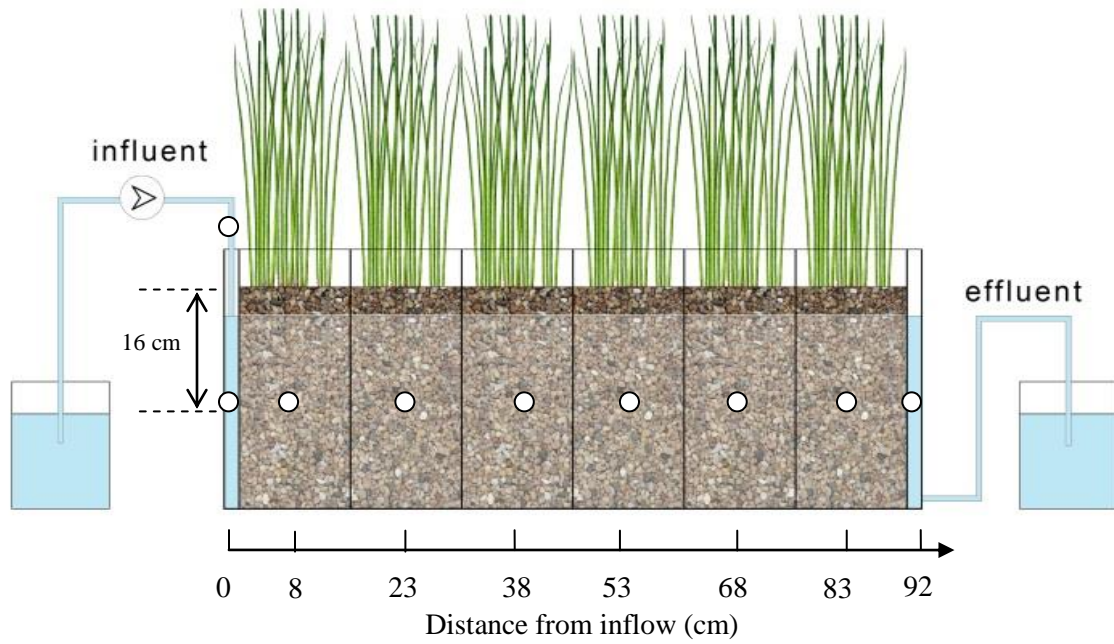 influent
effluent
16 cm
0 8 23 38 53 68 83 92
Distance from inflow (cm)